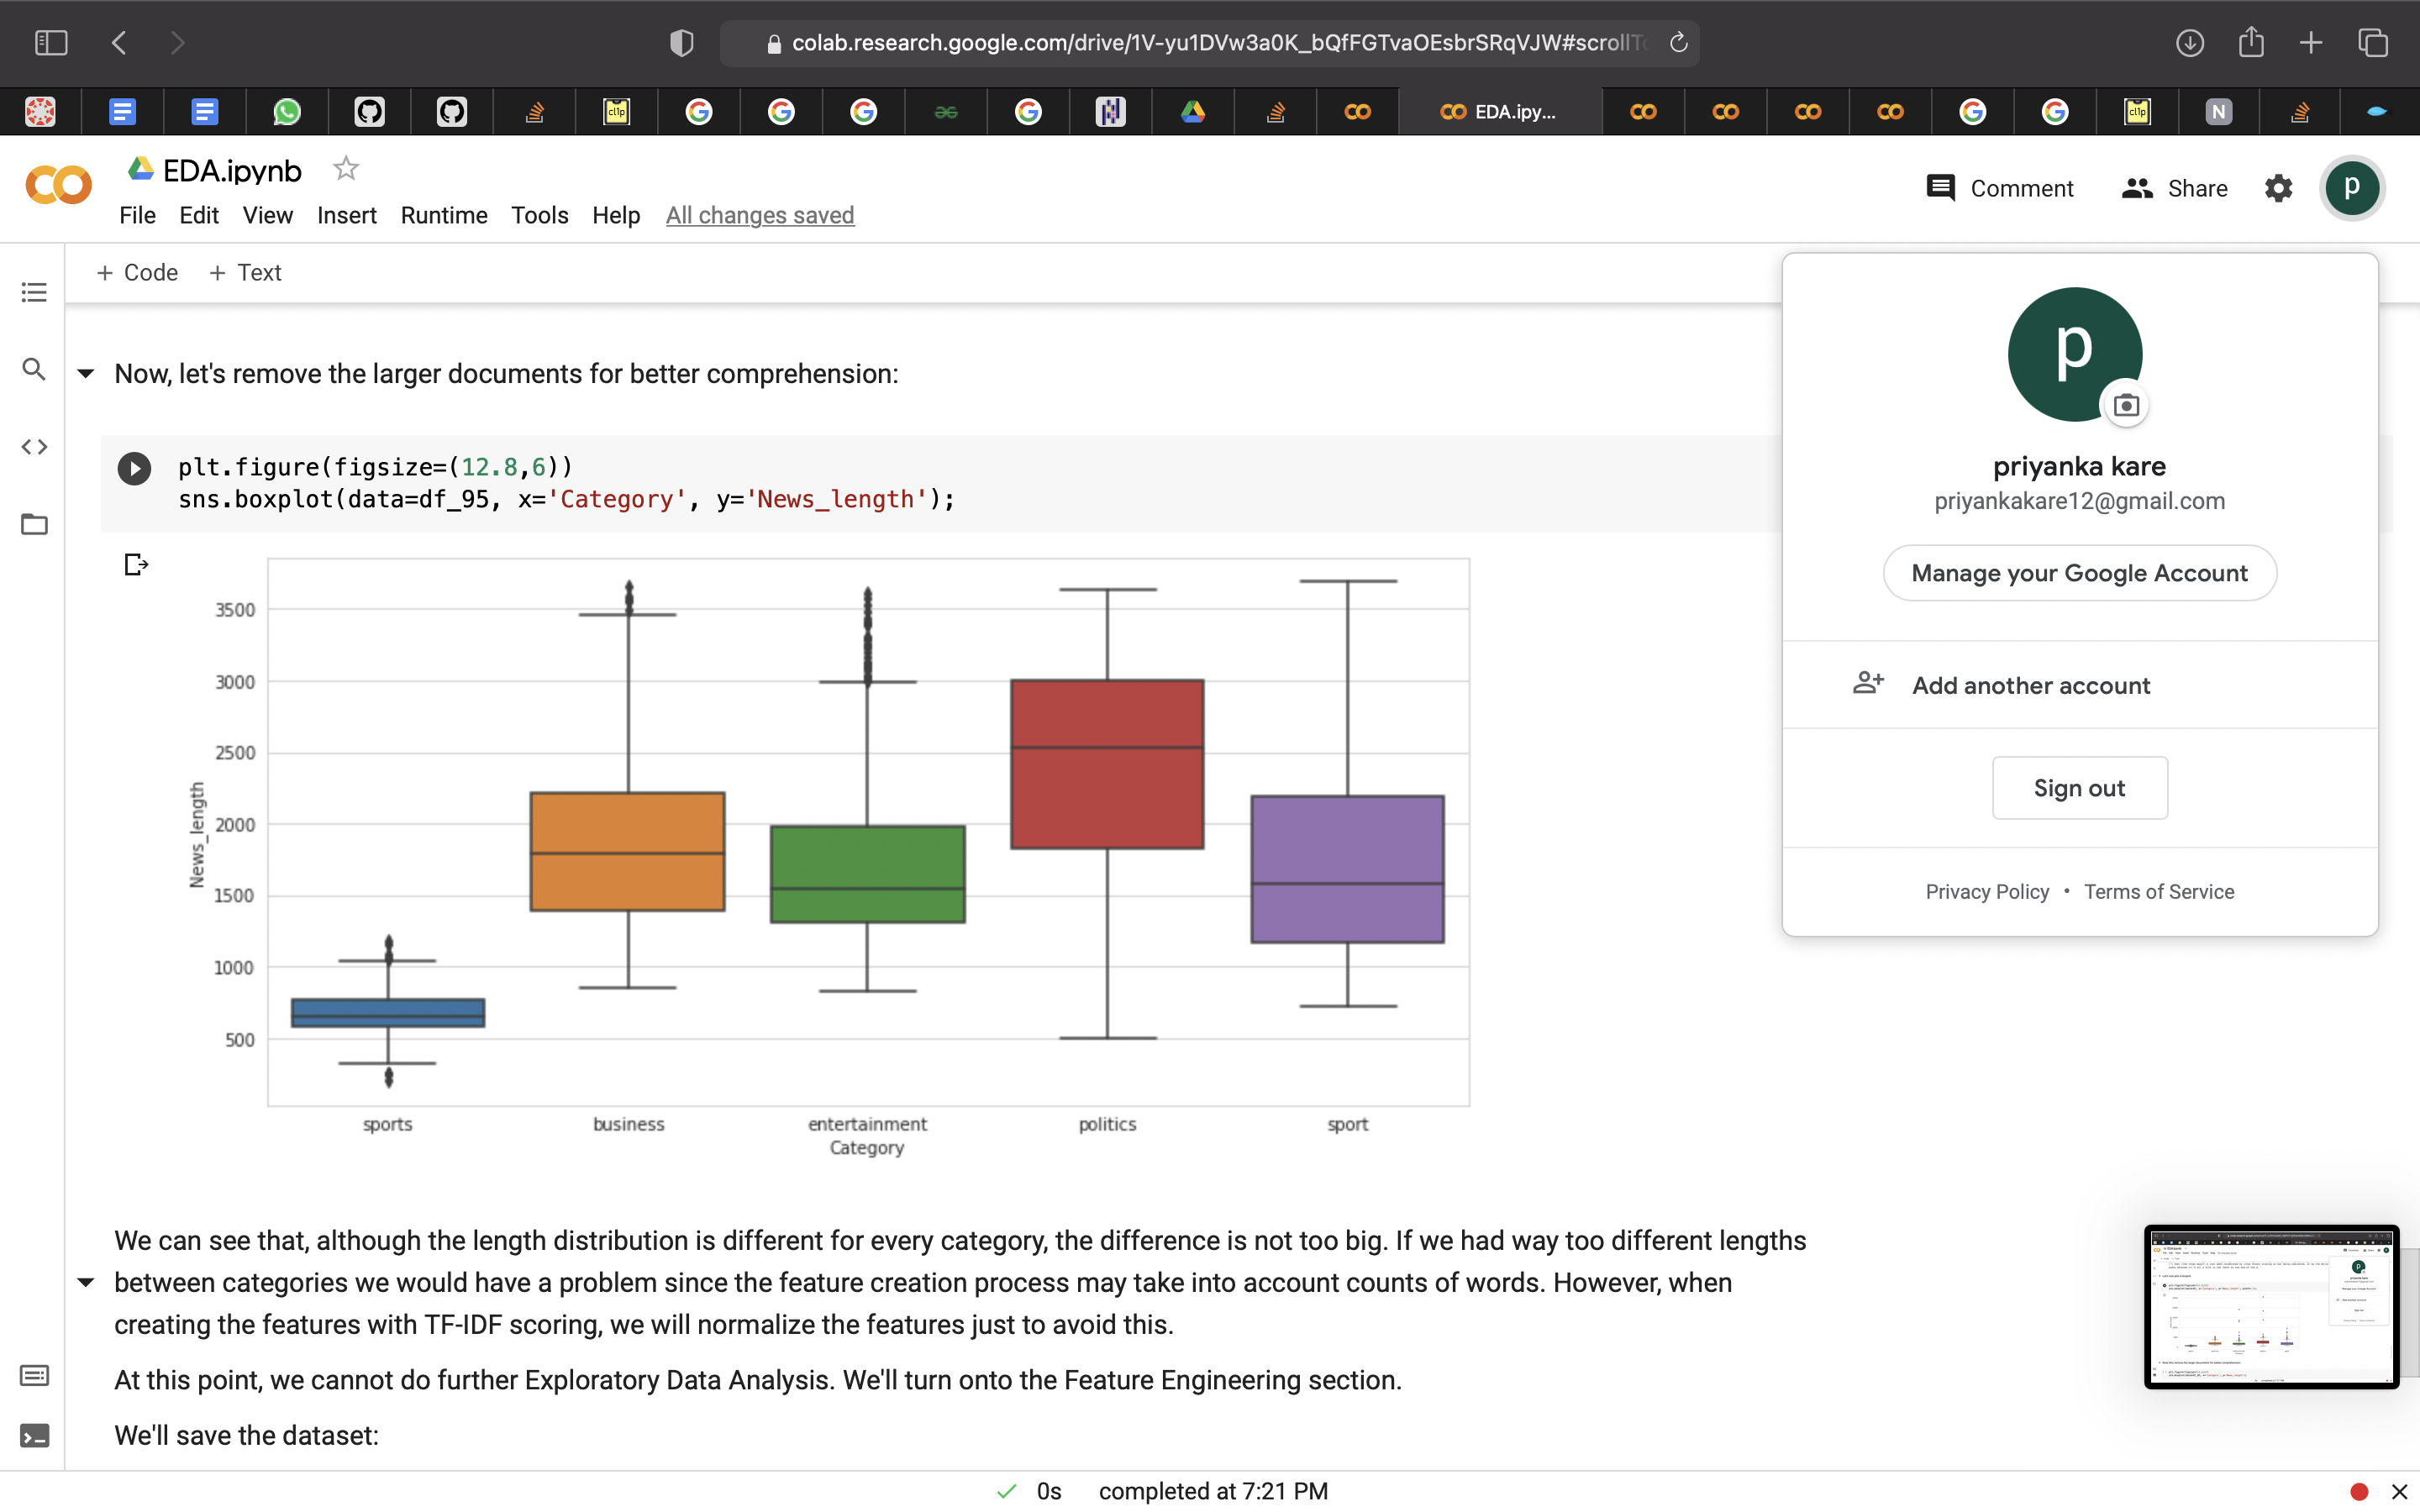 colab.research.google.com/drive/1V-yu1DVw3a0K_bQfFGTvaOEsbrSRqVJW#scrollTo
clip
EDA.ipy...
clip
N
EDA.ipynb
Comment
Share
p
File Edit View Insert Runtime Tools Help All changes saved
+ Code + Text
Now, let's remove the larger documents for better comprehension:
plt.figure(figsize=(12.8,6))
sns.boxplot(data=df_95, x='Category', y='News_length');
3500
3000
2500
2000
1500
1000
500
News_length
sports business entertainment politics sport
Category
p
priyanka kare
priyankakare12@gmail.com
Manage your Google Account
Add another account
Sign out
Privacy Policy • Terms of Service
We can see that, although the length distribution is different for every category, the difference is not too big. If we had way too different lengths
between categories we would have a problem since the feature creation process may take into account counts of words. However, when
creating the features with TF-IDF scoring, we will normalize the features just to avoid this.
At this point, we cannot do further Exploratory Data Analysis. We'll turn onto the Feature Engineering section.
We'll save the dataset:
0s completed at 7:21 PM